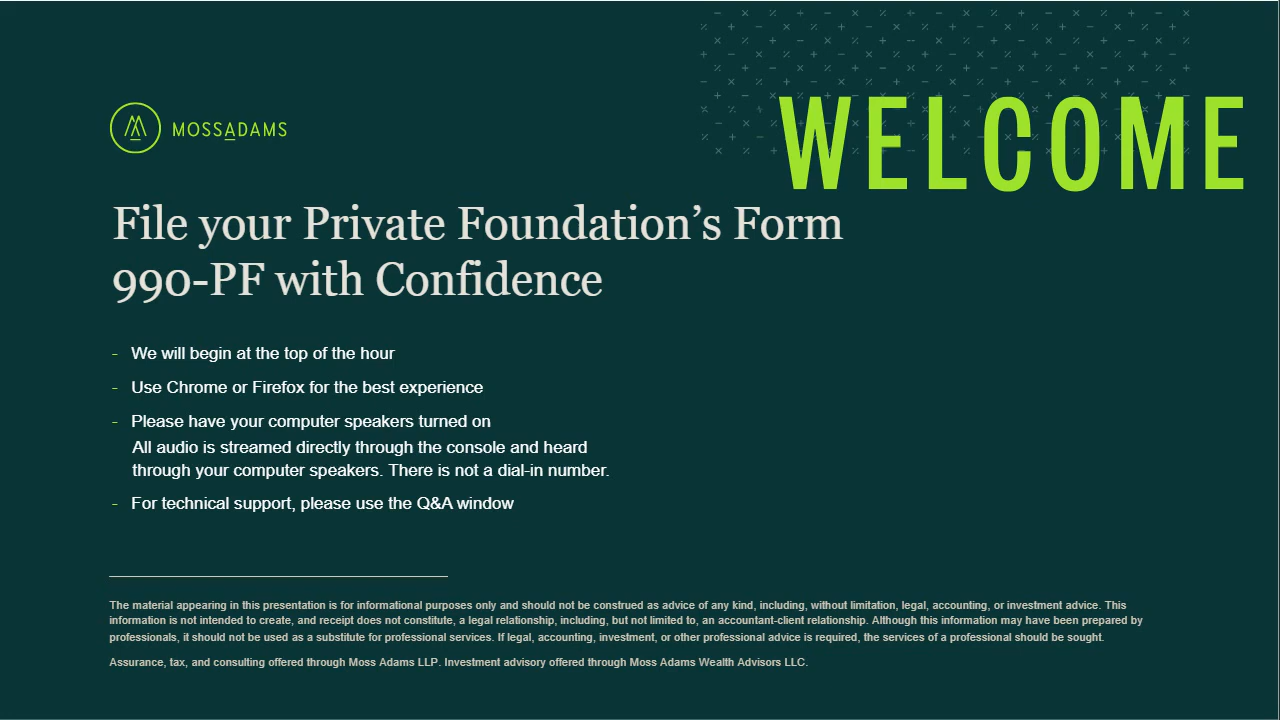 WELCOME
MOSSADAMS
File your Private Foundation’s Form
990-PF with Confidence
- We will begin at the top of the hour
- Use Chrome or Firefox for the best experience
- Please have your computer speakers turned on
All audio is streamed directly through the console and heard
through your computer speakers. There is not a dial-in number.
- For technical support, please use the Q&A window
The material appearing in this presentation is for informational purposes only and should not be construed as advice of any kind, including, without limitation, legal, accounting, or investment advice. This
information is not intended to create, and receipt does not constitute, a legal relationship, including, but not limited to, an accountant-client relationship. Although this information may have been prepared by
professionals, it should not be used as a substitute for professional services. If legal, accounting, investment, or other professional advice is required, the services of a professional should be sought.
Assurance, tax, and consulting offered through Moss Adams LLP. Investment advisory offered through Moss Adams Wealth Advisors LLC.